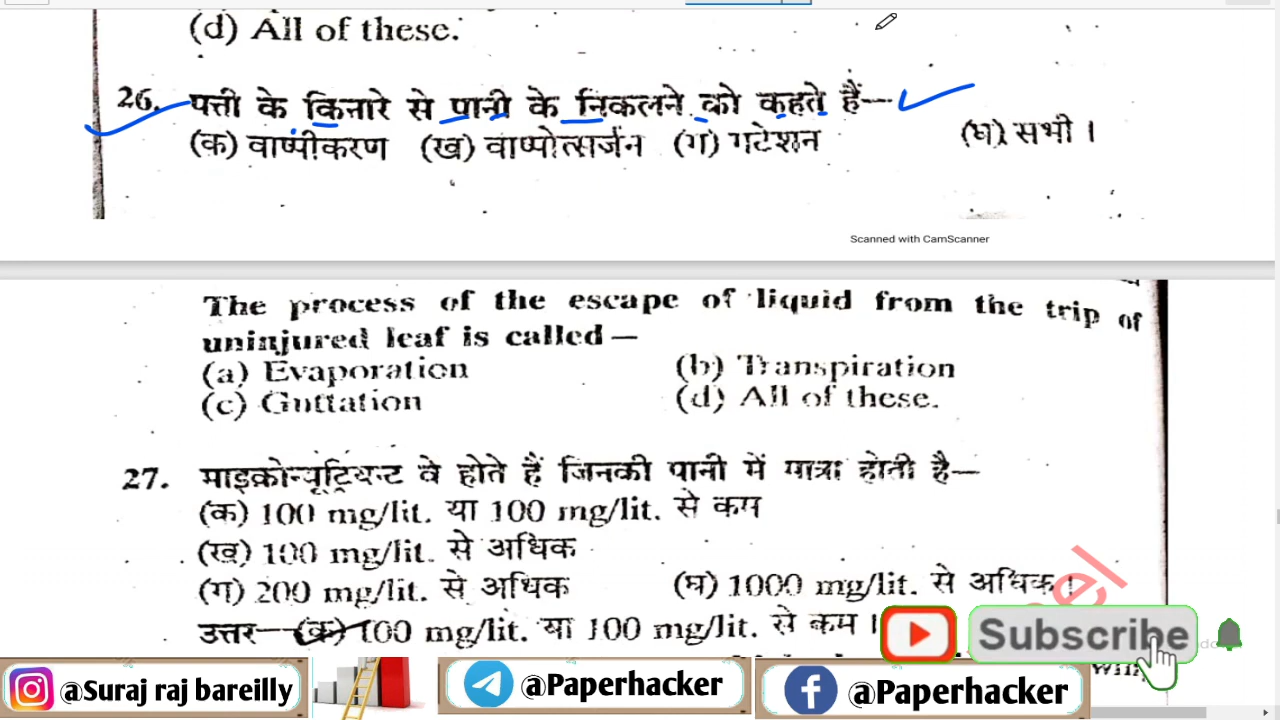 (d) All of these.
26. पत्ती के किनारे से पानी के निकलने को कहते हैं—
(क) वाष्पीकरण (ख) वाष्पोत्सर्जन (ग) गटेशन (घ) सभी ।
Scanned with CamScanner
The process of the escape of liquid from the trip of
uninjured leaf is called—
(a) Evaporation (b) Transpiration
(c) Guttation (d) All of these.
27. माइक्रोन्यूट्रियन्ट वे होते हैं जिनकी पानी में मात्रा होती है—
(क) 100 mg/lit. या 100 mg/lit. से कम
(ख) 100 mg/lit. से अधिक
(ग) 200 mg/lit. से अधिक (घ) 1000 mg/lit. से अधिक ।
उत्तर—(क) 100 mg/lit. या 100 mg/lit. से कम ।
Subscribe
@Suraj raj bareilly @Paperhacker @Paperhacker